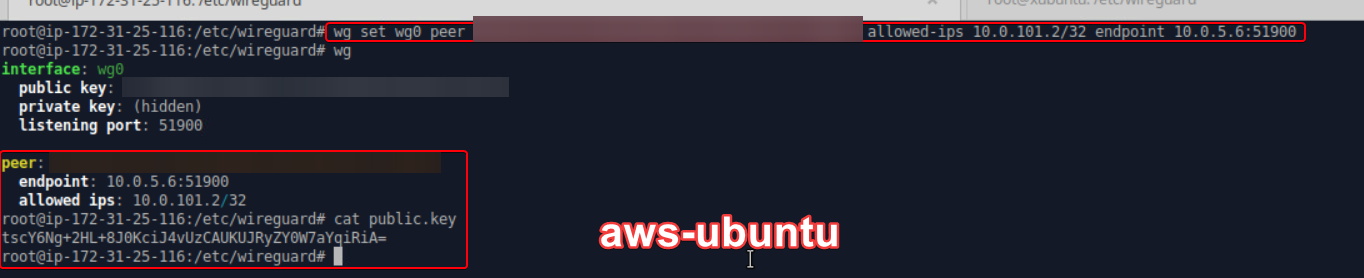 root@ip-172-31-25-116: /etc/wireguard
root@xubuntu: /etc/wireguard
root@ip-172-31-25-116:/etc/wireguard# wg set wg0 peer allowed-ips 10.0.101.2/32 endpoint 10.0.5.6:51900
root@ip-172-31-25-116:/etc/wireguard# wg
interface: wg0
public key:
private key: (hidden)
listening port: 51900
peer:
endpoint: 10.0.5.6:51900
allowed ips: 10.0.101.2/32
root@ip-172-31-25-116:/etc/wireguard# cat public.key
tscY6Ng+2HL+8J0KciJ4vUzCAUKUJRyZY0W7aYqiRiA=
root@ip-172-31-25-116:/etc/wireguard#
aws-ubuntu